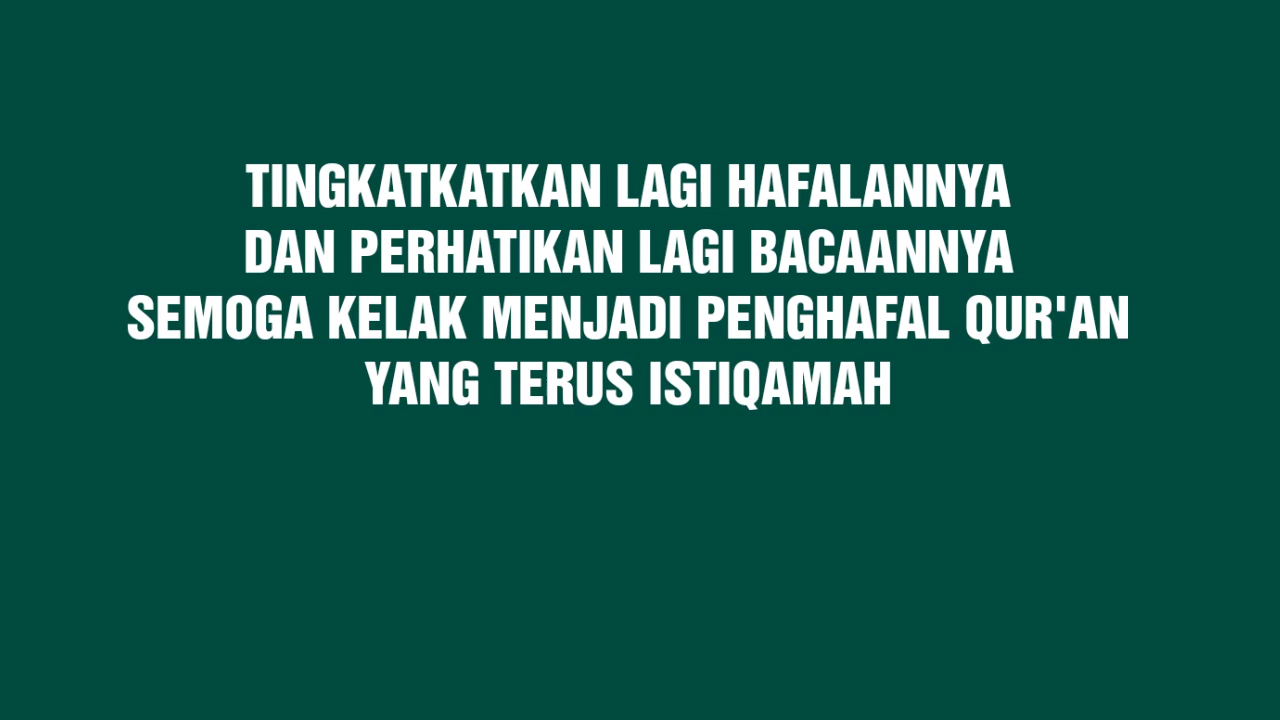 TINGKATKATKAN LAGI HAFALANNYA
DAN PERHATIKAN LAGI BACAANNYA
SEMOGA KELAK MENJADI PENGHAFAL QUR'AN
YANG TERUS ISTIQAMAH